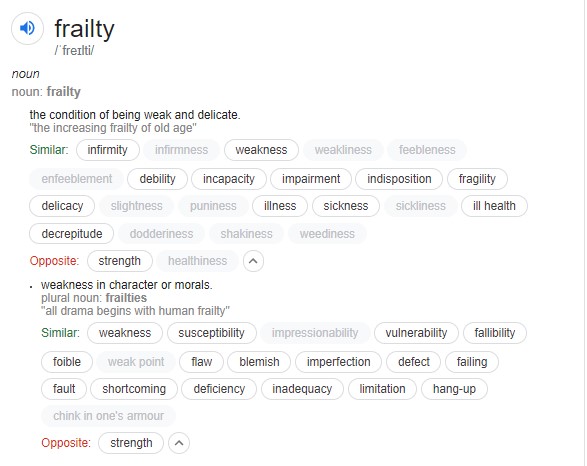 frailty
/ˈfreɪlti/
noun
noun: frailty
the condition of being weak and delicate.
"the increasing frailty of old age"
Similar: infirmity infirmness weakness weakliness feebleness
enfeeblement debility incapacity impairment indisposition fragility
delicacy slightness puniness illness sickness sickliness ill health
decrepitude dodderiness shakiness weediness
Opposite: strength healthiness
• weakness in character or morals.
plural noun: frailties
"all drama begins with human frailty"
Similar: weakness susceptibility impressionability vulnerability fallibility
foible weak point flaw blemish imperfection defect failing
fault shortcoming deficiency inadequacy limitation hang-up
chink in one's armour
Opposite: strength